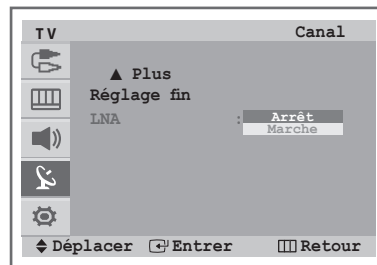 TV Canal
▲ Plus
Réglage fin
LNA : Arrêt
Marche
Déplacer Entrer Retour